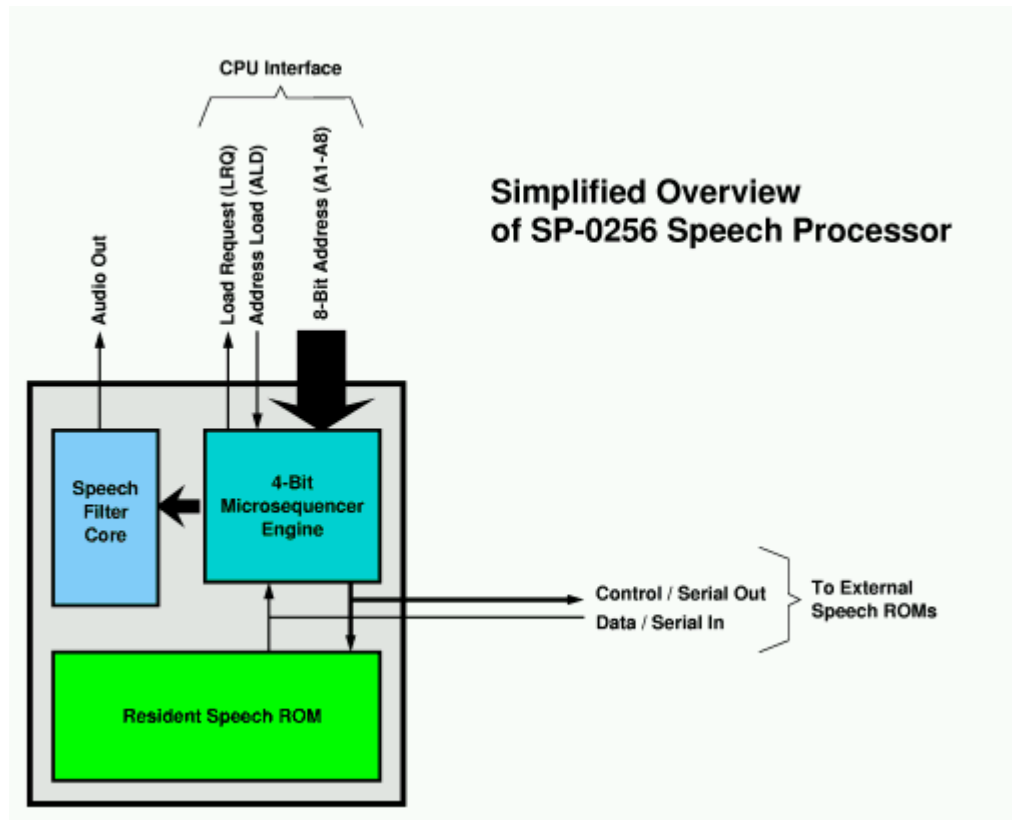 CPU Interface
Audio Out
Load Request (LRQ)
Address Load (ALD)
8-Bit Address (A1-A8)
Simplified Overview
of SP-0256 Speech Processor
Speech
Filter
Core
4-Bit
Microsequencer
Engine
Control / Serial Out
Data / Serial In
To External
Speech ROMs
Resident Speech ROM